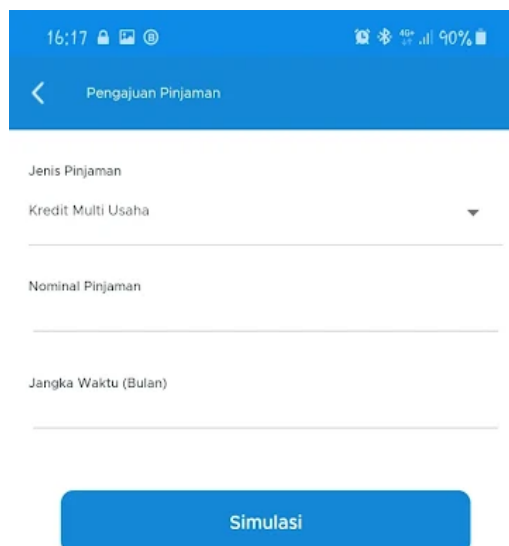 16:17 90%
Pengajuan Pinjaman
Jenis Pinjaman
Kredit Multi Usaha
Nominal Pinjaman
Jangka Waktu (Bulan)
Simulasi